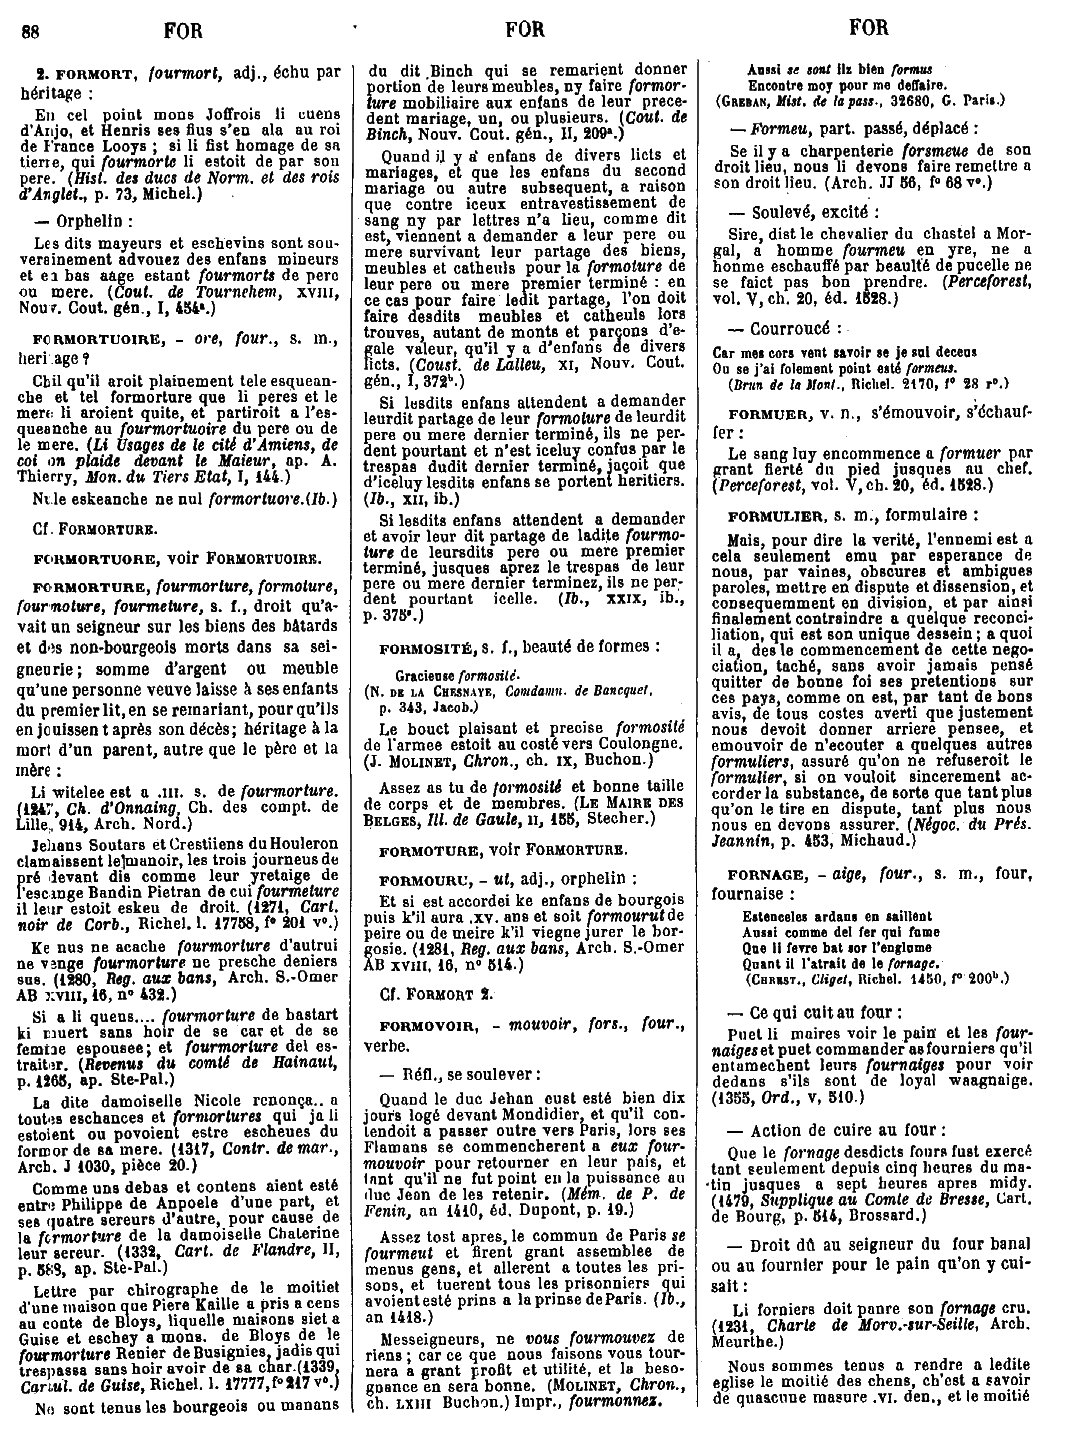 88 FOR FOR FOR
2. FORMORT, fourmort, adj., échu par
héritage :
En cel point mons Joffrois li cuens
d'Anjo, et Henris ses fius s'en ala au roi
de France Looys ; si li fist homage de sa
tierre, qui fourmorte li estoit de par son
pere. (Hist. des ducs de Norm. et des rois
d'Anglet., p. 73, Michel.)
— Orphelin :
Les dits mayeurs et eschevins sont sou-
verainement advouez des enfans mineurs
et en bas aage estant fourmorts de pere
ou mere. (Cout. de Tournehem, XVIII,
Nouv. Cout. gén., I, 454ª.)
FORMORTUOIRE, - ore, four., s. m.,
heritage ?
Chil qu'il aroit plainement tele esquean-
che et tel formorture que li peres et le
mere li aroient quite, et partiroit a l'es-
queanche au fourmortuoire du pere ou de
le mere. (Li Usages de le cité d'Amiens, de
coi on plaide devant le Maieur, ap. A.
Thierry, Mon. du Tiers Etat, I, 144.)
Nule eskeanche ne nul formortuore.(Ib.)
Cf. FORMORTURE.
FORMORTUORE, voir FORMORTUOIRE.
FORMORTURE, fourmorture, formoture,
fourmoture, fourmeture, s. f., droit qu'a-
vait un seigneur sur les biens des bâtards
et des non-bourgeois morts dans sa sei-
gneurie ; somme d'argent ou meuble
qu'une personne veuve laisse à ses enfants
du premier lit, en se remariant, pour qu'ils
en jouissent après son décès; héritage à la
mort d'un parent, autre que le père et la
mère :
Li witelee est a .III. s. de fourmorture.
(1247, Ch. d'Onnaing, Ch. des compt. de
Lille, 914, Arch. Nord.)
Jehans Soutars et Crestiiens du Houleron
clamaissent le manoir, les trois journeus de
pré devant dis comme leur yretaige de
l'escange Bandin Pietran de cui fourmeture
il leur estoit eskeu de droit. (1271, Cart.
noir de Corb., Richel. l. 17758, f° 201 v°.)
Ke nus ne acache fourmorture d'autrui
ne venge fourmorture ne presche deniers
sus. (1280, Reg. aux bans, Arch. S.-Omer
AB XVIII, 16, n° 432.)
Si a li quens.... fourmorture de bastart
ki muert sans hoir de se car et de se
femme espousee; et fourmorture del es-
traitier. (Revenus du comté de Hainaut,
p. 1265, ap. Ste-Pal.)
La dite damoiselle Nicole renonça.. a
toutes eschances et formortures qui ja li
estoient ou povoient estre escheues du
formor de sa mere. (1317, Contr. de mar.,
Arch. J 1030, pièce 20.)
Comme uns debas et contens aient esté
entre Philippe de Anpoele d'une part, et
ses quatre sereurs d'autre, pour cause de
la formorture de la damoiselle Chaterine
leur sereur. (1332, Cart. de Flandre, II,
p. 588, ap. Ste-Pal.)
Lettre par chirographe de le moitiet
d'une maison que Piere Kaille a pris a cens
au conte de Bloys, liquelle maisons siet a
Guise et eschey a mons. de Bloys de le
fourmorture Renier de Busignies, jadis qui
trespassa sans hoir avoir de sa char.(1339,
Cartul. de Guise, Richel. l. 17777, f° 217 v°.)
Ne sont tenus les bourgeois ou manans
du dit Binch qui se remarient donner
portion de leurs meubles, ny faire formor-
ture mobiliaire aux enfans de leur prece-
dent mariage, un, ou plusieurs. (Cout. de
Binch, Nouv. Cout. gén., II, 209ª.)
Quand il y a enfans de divers licts et
mariages, et que les enfans du second
mariage ou autre subsequent, a raison
que contre iceux entravestissement de
sang ny par lettres n'a lieu, comme dit
est, viennent a demander a leur pere ou
mere survivant leur partage des biens,
meubles et catheuls pour la formoture de
leur pere ou mere premier terminé : en
ce cas pour faire ledit partage, l'on doit
faire desdits meubles et catheuls lors
trouves, autant de monts et parçons d'e-
gale valeur, qu'il y a d'enfans de divers
licts. (Coust. de Lalleu, XI, Nouv. Cout.
gén., I, 372ᵇ.)
Si lesdits enfans attendent a demander
leurdit partage de leur formoture de leurdit
pere ou mere dernier terminé, ils ne per-
dent pourtant et n'est iceluy confus par le
trespas dudit dernier terminé, jaçoit que
d'iceluy lesdits enfans se portent heritiers.
(Ib., XII, ib.)
Si lesdits enfans attendent a demander
et avoir leur dit partage de ladite fourmo-
ture de leursdits pere ou mere premier
terminé, jusques aprez le trespas de leur
pere ou mere dernier terminez, ils ne per-
dent pourtant icelle. (Ib., XXIX, ib.,
p. 375ª.)
FORMOSITÉ, s. f., beauté de formes :
Gracieuse formosité.
(N. DE LA CHESNAYE, Condamn. de Bancquet,
p. 343, Jacob.)
Le bouct plaisant et precise formosité
de l'armee estoit au costé vers Coulongne.
(J. MOLINET, Chron., ch. IX, Buchon.)
Assez as tu de formosité et bonne taille
de corps et de membres. (LE MAIRE DES
BELGES, Ill. de Gaule, II, 155, Stecher.)
FORMOTURE, voir FORMORTURE.
FORMOURU, - ut, adj., orphelin :
Et si est accordei ke enfens de bourgois
puis k'il aura .XV. ans et soit formourut de
peire ou de meire k'il viegne jurer le bor-
gosie. (1281, Reg. aux bans, Arch. S.-Omer
AB XVIII, 16, n° 514.)
Cf. FORMORT 2.
FORMOVOIR, - mouvoir, fors., four.,
verbe.
— Réfl., se soulever :
Quand le duc Jehan eust esté bien dix
jours logé devant Mondidier, et qu'il con-
tendoit a passer outre vers Paris, lors ses
Flamans se commencherent a eux four-
mouvoir pour retourner en leur pais, et
tant qu'il ne fut point en la puissance au
duc Jean de les retenir. (Mém. de P. de
Fenin, an 1410, éd. Dupont, p. 19.)
Assez tost apres, le commun de Paris se
fourmeut et firent grant assemblee de
menus gens, et allerent a toutes les pri-
sons, et tuerent tous les prisonniers qui
avoient esté prins a la prinse de Paris. (Ib.,
an 1418.)
Messeigneurs, ne vous fourmouvez de
riens ; car ce que nous faisons vous tour-
nera a grant profit et utilité, et la beso-
gnance en sera bonne. (MOLINET, Chron.,
ch. LXIII Buchon.) Impr., fourmonnez.
Aussi se sont ilz bien formus
Encontre moy pour me deffaire.
(GREBAN, Mist. de la pass., 32680, G. Paris.)
— Formeu, part. passé, déplacé :
Se il y a charpenterie forsmeue de son
droit lieu, nous li devons faire remettre a
son droit lieu. (Arch. JJ 56, f° 68 v°.)
— Soulevé, excité :
Sire, dist le chevalier du chastel a Mor-
gal, a homme fourmeu en yre, ne a
honme eschauffé par beaulté de pucelle ne
se faict pas bon prendre. (Perceforest,
vol. V, ch. 20, éd. 1528.)
— Courroucé :
Car mes cors vent savoir se je sui deceus
Ou se j'ai folement point esté formeus.
(Brun de la Mont., Richel. 2170, f° 28 r°.)
FORMUER, v. n., s'émouvoir, s'échauf-
fer :
Le sang luy encommence a formuer par
grant fierté du pied jusques au chef.
(Perceforest, vol. V, ch. 20, éd. 1528.)
FORMULIER, s. m., formulaire :
Mais, pour dire la verité, l'ennemi est a
cela seulement emu par esperance de
nous, par vaines, obscures et ambigues
paroles, mettre en dispute et dissension, et
consequemment en division, et par ainsi
finalement contraindre a quelque reconci-
liation, qui est son unique dessein ; a quoi
il a, des le commencement de cette nego-
ciation, taché, sans avoir jamais pensé
quitter de bonne foi ses pretentions sur
ces pays, comme on est, par tant de bons
avis, de tous costes averti que justement
nous devoit donner arriere pensee, et
emouvoir de n'ecouter a quelques autres
formuliers, assuré qu'on ne refuseroit le
formulier, si on vouloit sincerement ac-
corder la substance, de sorte que tant plus
qu'on le tire en dispute, tant plus nous
nous en devons assurer. (Négoc. du Prés.
Jeannin, p. 453, Michaud.)
FORNAGE, - aige, four., s. m., four,
fournaise :
Estenceles ardans en saillent
Aussi comme del fer qui fume
Que li fevre bat sor l'englume
Quant il l'atrait de le fornage.
(CHREST., Cliget, Richel. 1450, f° 200ᵇ.)
— Ce qui cuit au four :
Puet li maires voir le pain et les four-
naiges et puet commander as fourniers qu'il
entamechent leurs fournaiges pour voir
dedans s'ils sont de loyal waagnaige.
(1355, Ord., V, 510.)
— Action de cuire au four :
Que le fornage desdicts fours fust exercé
tant seulement depuis cinq heures du ma-
tin jusques a sept heures apres midy.
(1479, Supplique au Comte de Bresse, Cart.
de Bourg, p. 514, Brossard.)
— Droit dû au seigneur du four banal
ou au fournier pour le pain qu'on y cui-
sait :
Li forniers doit panre son fornage cru.
(1231, Charte de Morv.-sur-Seille, Arch.
Meurthe.)
Nous sommes tenus a rendre a ledite
eglise le moitié des chens, ch'est a savoir
de quascune masure .VI. den., et le moitié